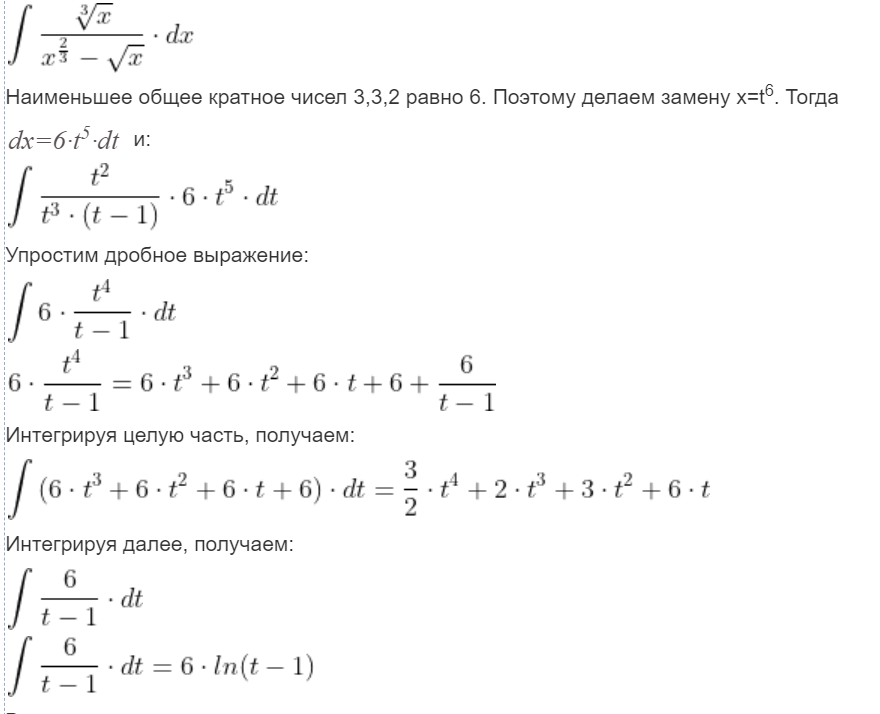 ∫ ∛x / (x^(2/3) − √x) · dx
Наименьшее общее кратное чисел 3,3,2 равно 6. Поэтому делаем замену x=t⁶. Тогда
dx=6·t⁵·dt и:
∫ t² / (t³ · (t − 1)) · 6 · t⁵ · dt
Упростим дробное выражение:
∫ 6 · t⁴ / (t − 1) · dt
6 · t⁴ / (t − 1) = 6 · t³ + 6 · t² + 6 · t + 6 + 6 / (t − 1)
Интегрируя целую часть, получаем:
∫ (6 · t³ + 6 · t² + 6 · t + 6) · dt = 3/2 · t⁴ + 2 · t³ + 3 · t² + 6 · t
Интегрируя далее, получаем:
∫ 6 / (t − 1) · dt
∫ 6 / (t − 1) · dt = 6 · ln(t − 1)